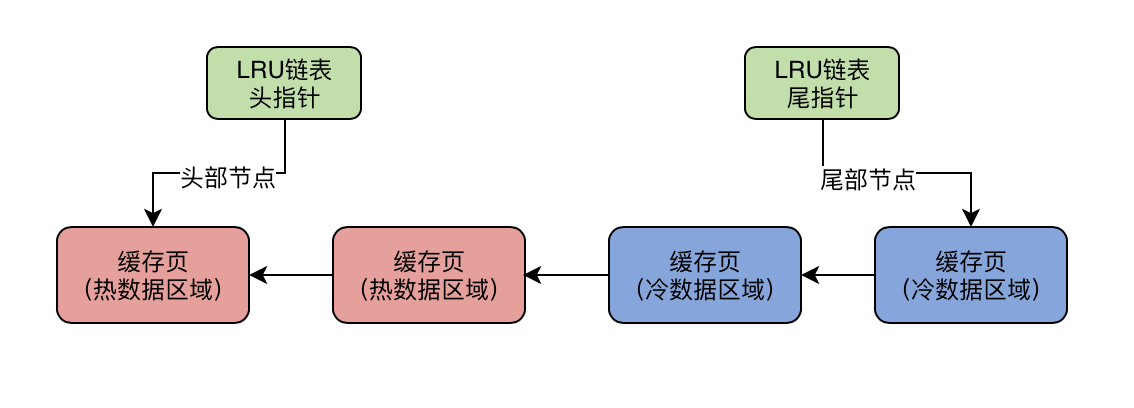 LRU链表
头指针
LRU链表
尾指针
头部节点
尾部节点
缓存页
（热数据区域）
缓存页
（热数据区域）
缓存页
（冷数据区域）
缓存页
（冷数据区域）